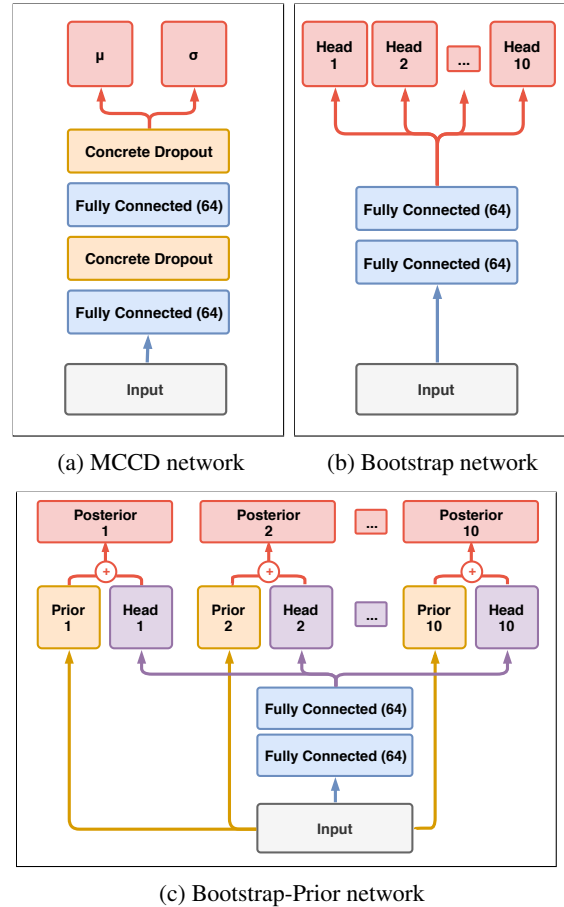 μ
σ
Concrete Dropout
Fully Connected (64)
Concrete Dropout
Fully Connected (64)
Input
(a) MCCD network
Head
1
Head
2
...
Head
10
Fully Connected (64)
Fully Connected (64)
Input
(b) Bootstrap network
Posterior
1
Posterior
2
...
Posterior
10
+
+
+
Prior
1
Head
1
Prior
2
Head
2
...
Prior
10
Head
10
Fully Connected (64)
Fully Connected (64)
Input
(c) Bootstrap-Prior network